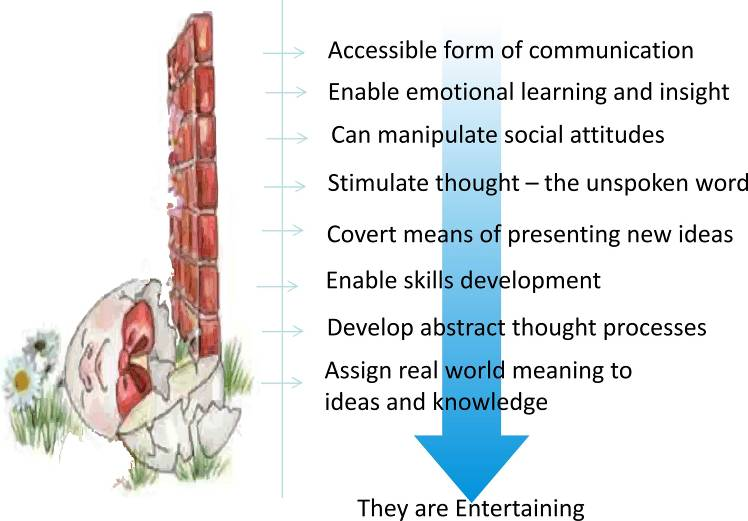 Accessible form of communication
Enable emotional learning and insight
Can manipulate social attitudes
Stimulate thought – the unspoken word
Covert means of presenting new ideas
Enable skills development
Develop abstract thought processes
Assign real world meaning to
ideas and knowledge
They are Entertaining